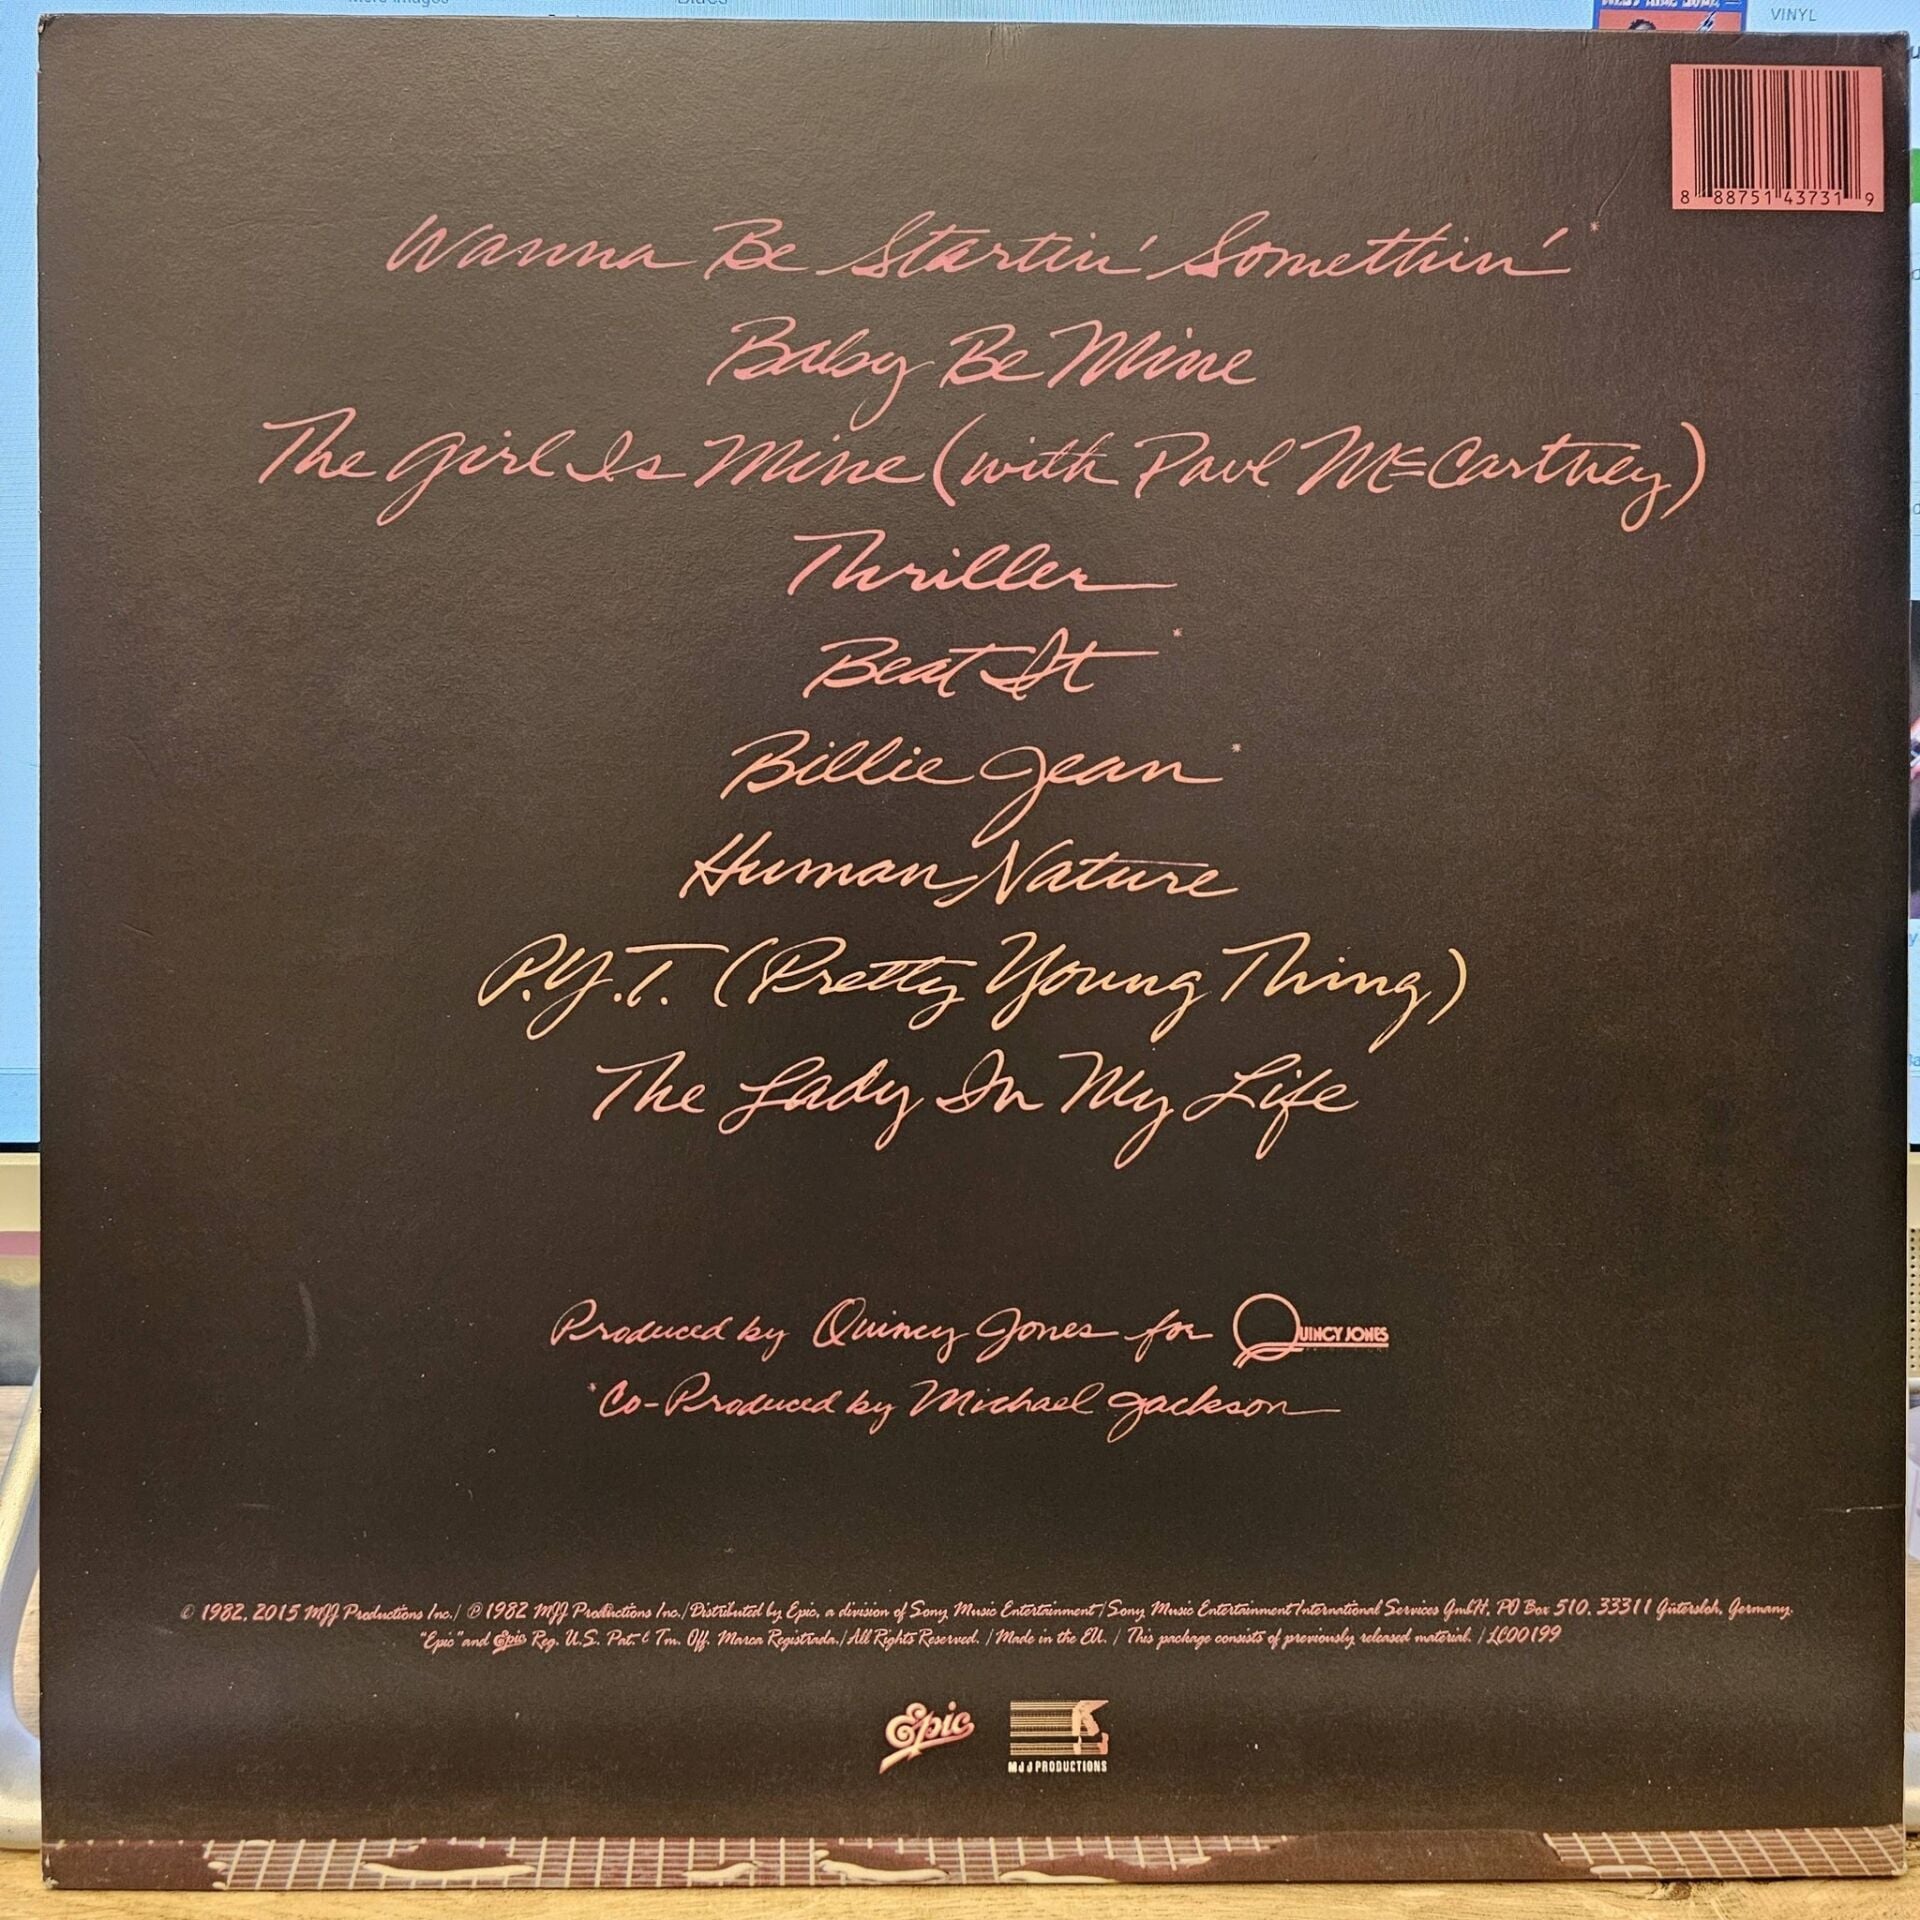 More Images
VINYL
8 88751 43731 9
Wanna Be Startin' Somethin'*
Baby Be Mine
The Girl Is Mine (with Paul McCartney)
Thriller
Beat It*
Billie Jean*
Human Nature
P.Y.T. (Pretty Young Thing)
The Lady In My Life
Produced by Quincy Jones for QUINCY JONES
*Co-Produced by Michael Jackson
© 1982, 2015 MJJ Productions Inc./ ℗ 1982 MJJ Productions Inc./Distributed by Epic, a division of Sony Music Entertainment/Sony Music Entertainment International Services GmbH, PO Box 510, 33311 Gütersloh, Germany.
"Epic" and Epic Reg. U.S. Pat. & Tm. Off. Marca Registrada./All Rights Reserved. / Made in the EU. / This package consists of previously released material. / LC00199
Epic
MJJ PRODUCTIONS